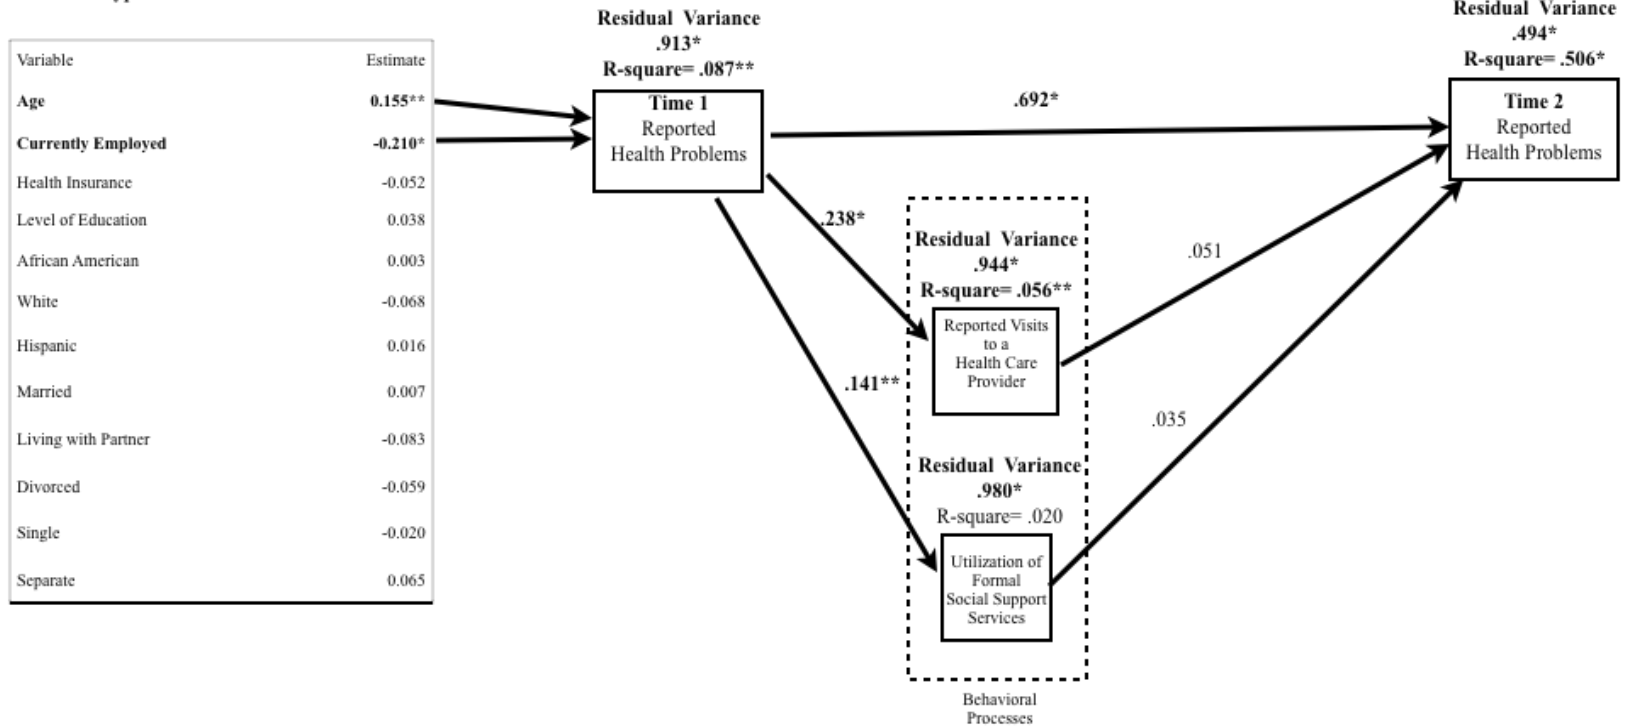 Variable Estimate
Age 0.155**
Currently Employed -0.210*
Health Insurance -0.052
Level of Education 0.038
African American 0.003
White -0.068
Hispanic 0.016
Married 0.007
Living with Partner -0.083
Divorced -0.059
Single -0.020
Separate 0.065
Residual Variance
.913*
R-square= .087**
Time 1
Reported
Health Problems
.692*
.238*
.141**
Residual Variance
.944*
R-square= .056**
Reported Visits
to a
Health Care
Provider
Residual Variance
.980*
R-square= .020
Utilization of
Formal
Social Support
Services
Behavioral
Processes
.051
.035
Residual Variance
.494*
R-square= .506*
Time 2
Reported
Health Problems